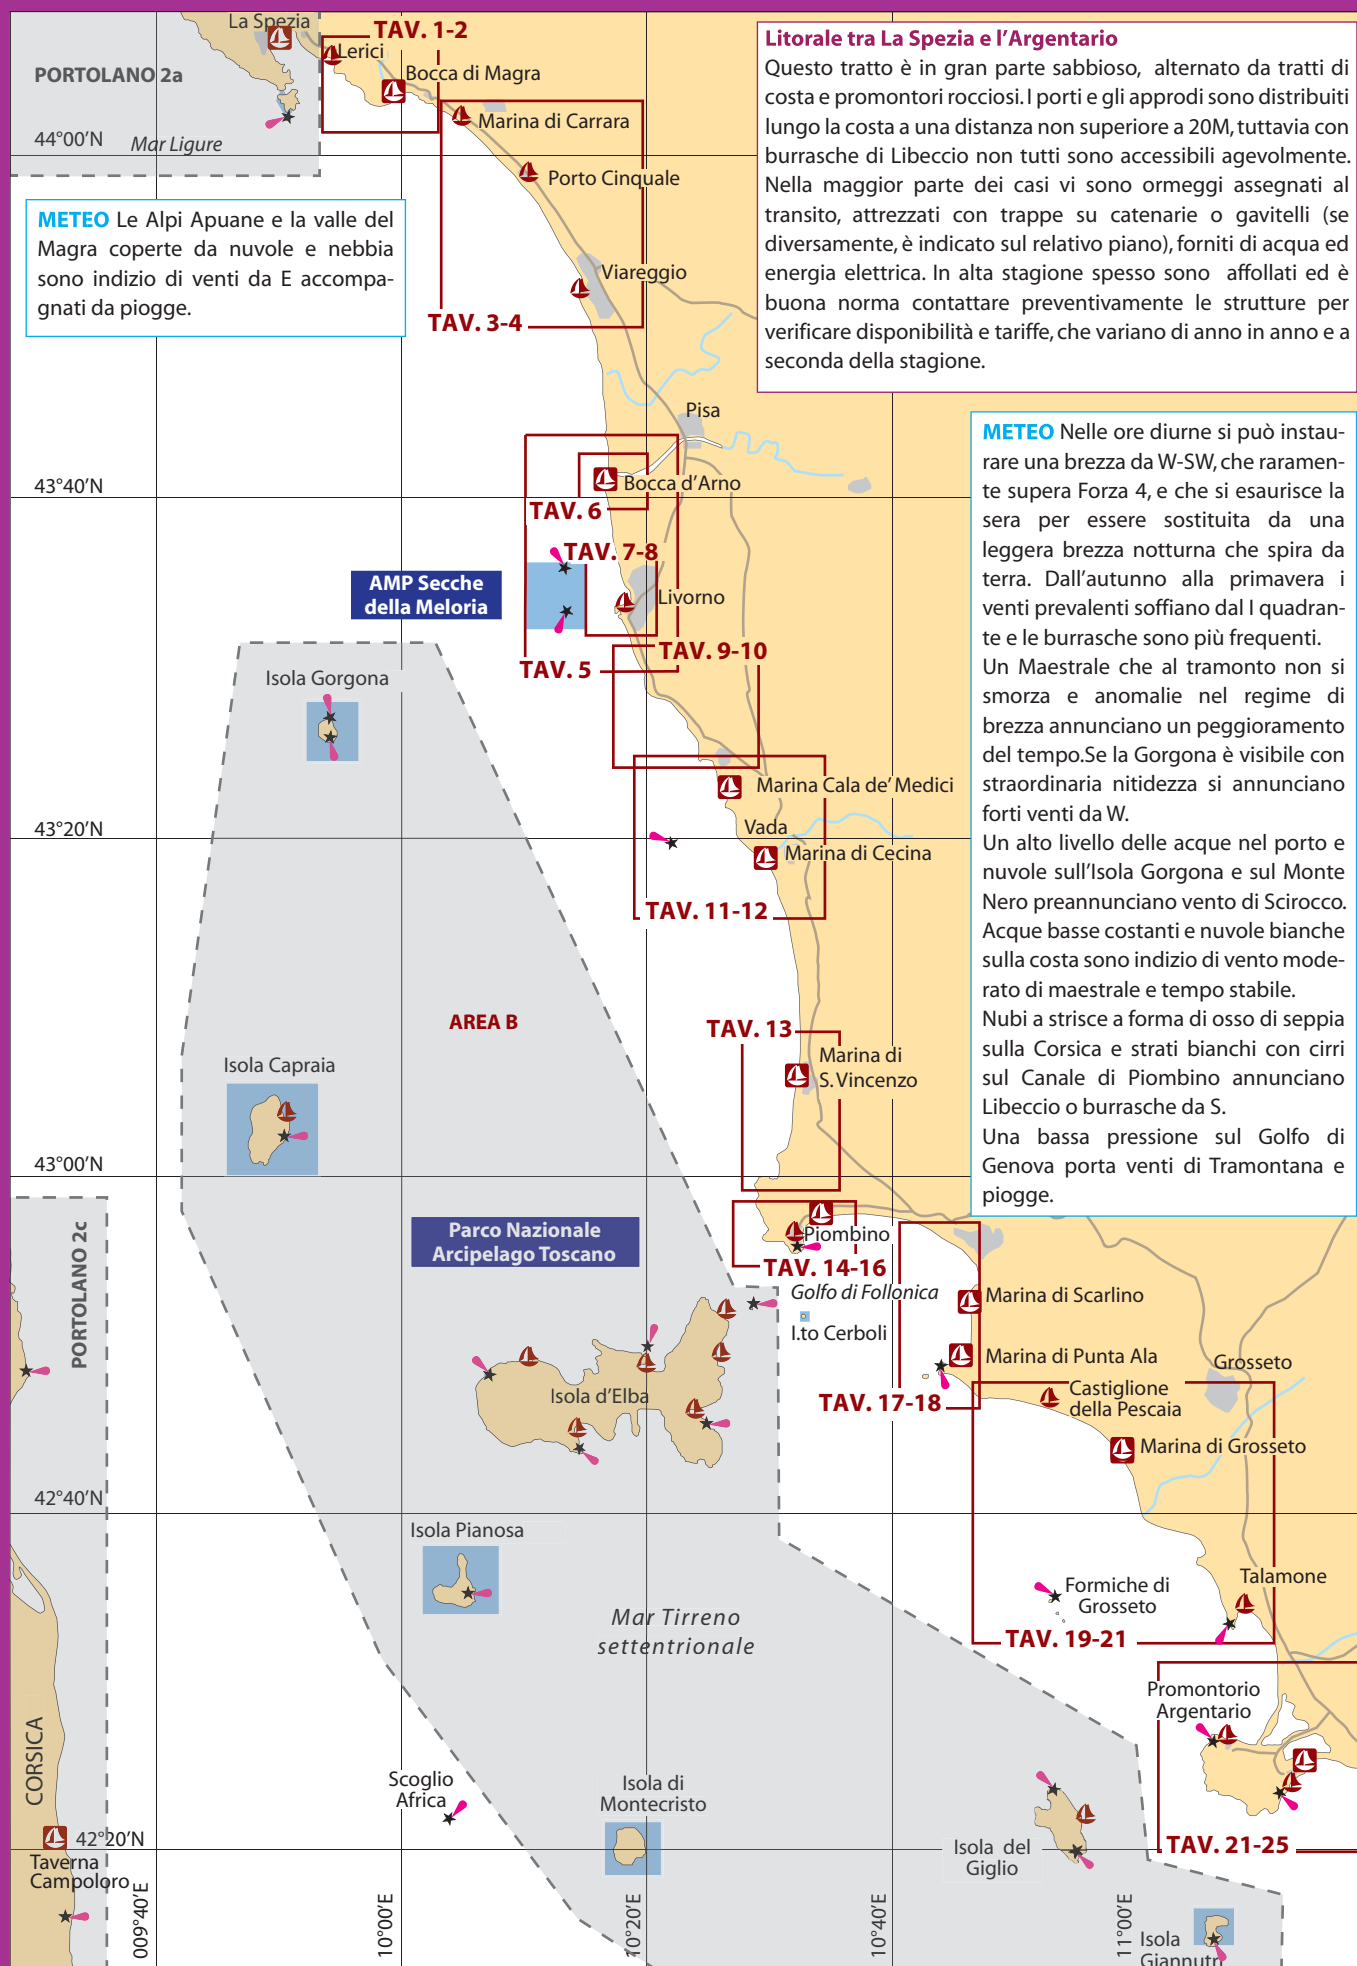 La Spezia
PORTOLANO 2a
44°00'N
Mar Ligure
TAV. 1-2
Lerici
Bocca di Magra
Marina di Carrara
Porto Cinquale
Viareggio
TAV. 3-4
METEO Le Alpi Apuane e la valle del
Magra coperte da nuvole e nebbia
sono indizio di venti da E accompa-
gnati da piogge.
Litorale tra La Spezia e l'Argentario
Questo tratto è in gran parte sabbioso, alternato da tratti di
costa e promontori rocciosi. I porti e gli approdi sono distribuiti
lungo la costa a una distanza non superiore a 20M, tuttavia con
burrasche di Libeccio non tutti sono accessibili agevolmente.
Nella maggior parte dei casi vi sono ormeggi assegnati al
transito, attrezzati con trappe su catenarie o gavitelli (se
diversamente, è indicato sul relativo piano), forniti di acqua ed
energia elettrica. In alta stagione spesso sono affollati ed è
buona norma contattare preventivamente le strutture per
verificare disponibilità e tariffe, che variano di anno in anno e a
seconda della stagione.
METEO Nelle ore diurne si può instau-
rare una brezza da W-SW, che raramen-
te supera Forza 4, e che si esaurisce la
sera per essere sostituita da una
leggera brezza notturna che spira da
terra. Dall'autunno alla primavera i
venti prevalenti soffiano dal I quadran-
te e le burrasche sono più frequenti.
Un Maestrale che al tramonto non si
smorza e anomalie nel regime di
brezza annunciano un peggioramento
del tempo.Se la Gorgona è visibile con
straordinaria nitidezza si annunciano
forti venti da W.
Un alto livello delle acque nel porto e
nuvole sull'Isola Gorgona e sul Monte
Nero preannunciano vento di Scirocco.
Acque basse costanti e nuvole bianche
sulla costa sono indizio di vento mode-
rato di maestrale e tempo stabile.
Nubi a strisce a forma di osso di seppia
sulla Corsica e strati bianchi con cirri
sul Canale di Piombino annunciano
Libeccio o burrasche da S.
Una bassa pressione sul Golfo di
Genova porta venti di Tramontana e
piogge.
Pisa
43°40'N
Bocca d'Arno
TAV. 6
TAV. 7-8
AMP Secche
della Meloria
Livorno
TAV. 9-10
TAV. 5
Isola Gorgona
Marina Cala de' Medici
43°20'N
Vada
Marina di Cecina
TAV. 11-12
AREA B
TAV. 13
Isola Capraia
Marina di
S. Vincenzo
43°00'N
PORTOLANO 2c
Parco Nazionale
Arcipelago Toscano
Piombino
TAV. 14-16
Golfo di Follonica
I.to Cerboli
Marina di Scarlino
Marina di Punta Ala
Grosseto
Isola d'Elba
TAV. 17-18
Castiglione
della Pescaia
Marina di Grosseto
42°40'N
Isola Pianosa
Mar Tirreno
settentrionale
Formiche di
Grosseto
Talamone
TAV. 19-21
Promontorio
Argentario
CORSICA
Scoglio
Africa
Isola di
Montecristo
42°20'N
Taverna
Campoloro
Isola del
Giglio
TAV. 21-25
009°40'E
10°00'E
10°20'E
10°40'E
11°00'E
Isola
Giannutri